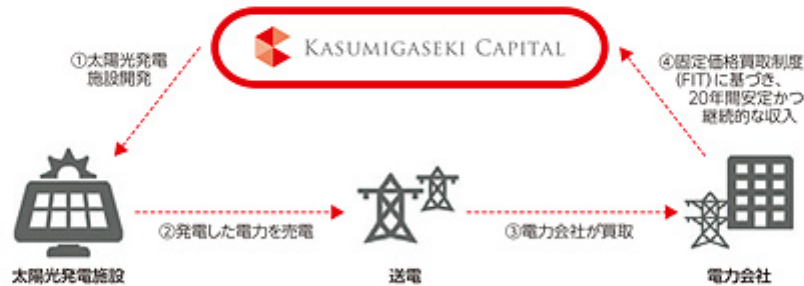 KASUMIGASEKI CAPITAL
①太陽光発電
施設開発
④固定価格買取制度
(FIT)に基づき、
20年間安定かつ
継続的な収入
②発電した電力を売電
③電力会社が買取
太陽光発電施設
送電
電力会社